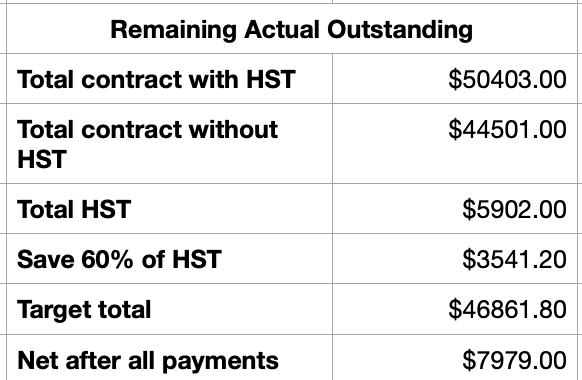 Remaining Actual Outstanding
Total contract with HST $50403.00
Total contract without $44501.00
HST
Total HST $5902.00
Save 60% of HST $3541.20
Target total $46861.80
Net after all payments $7979.00